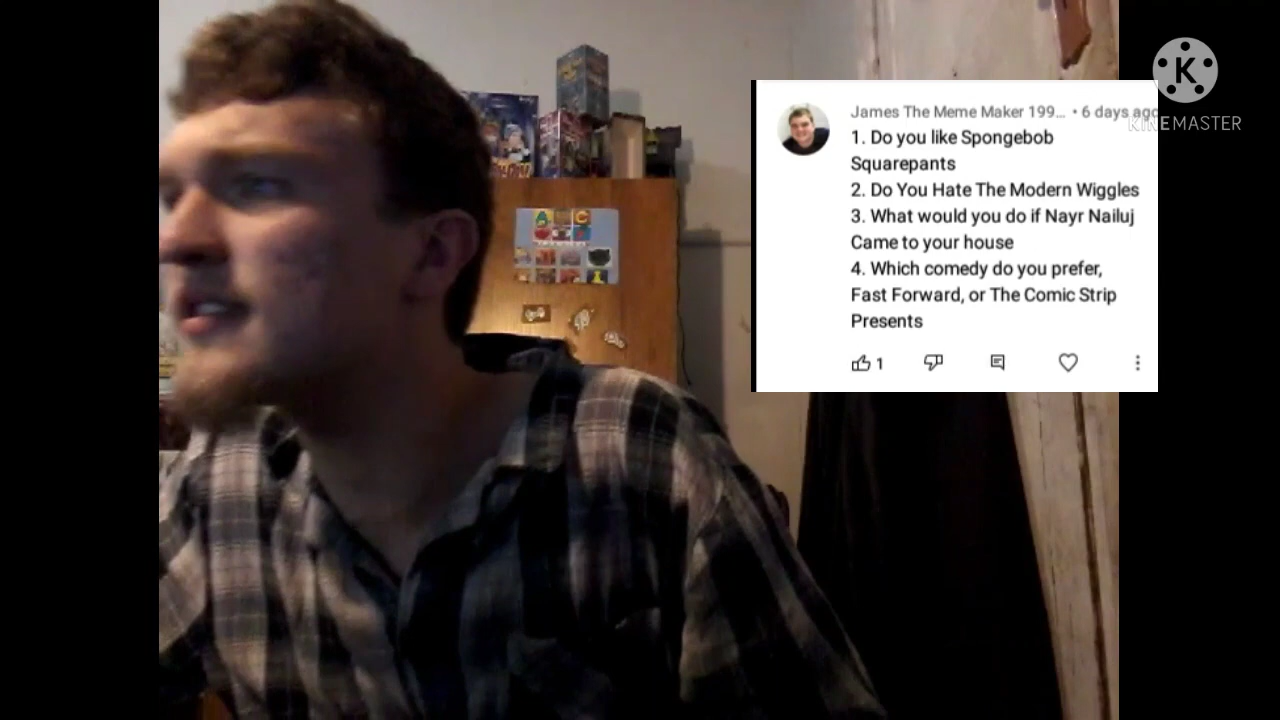 James The Meme Maker 199... • 6 days ago
1. Do you like Spongebob
Squarepants
2. Do You Hate The Modern Wiggles
3. What would you do if Nayr Nailuj
Came to your house
4. Which comedy do you prefer,
Fast Forward, or The Comic Strip
Presents
1
K
KINEMASTER